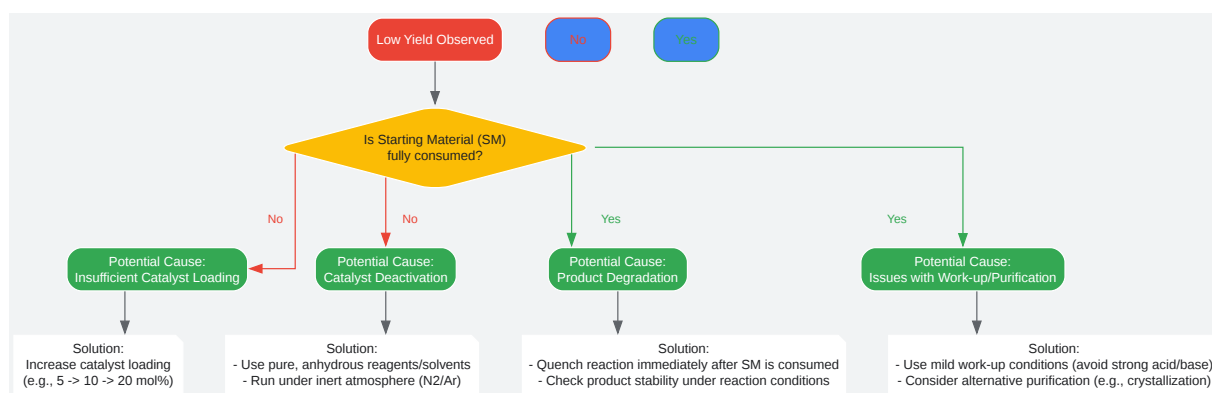 Low Yield Observed
No
Yes
Is Starting Material (SM)
fully consumed?
No
No
Yes
Yes
Potential Cause:
Insufficient Catalyst Loading
Potential Cause:
Catalyst Deactivation
Potential Cause:
Product Degradation
Potential Cause:
Issues with Work-up/Purification
Solution:
Increase catalyst loading
(e.g., 5 -> 10 -> 20 mol%)
Solution:
- Use pure, anhydrous reagents/solvents
- Run under inert atmosphere (N2/Ar)
Solution:
- Quench reaction immediately after SM is consumed
- Check product stability under reaction conditions
Solution:
- Use mild work-up conditions (avoid strong acid/base)
- Consider alternative purification (e.g., crystallization)